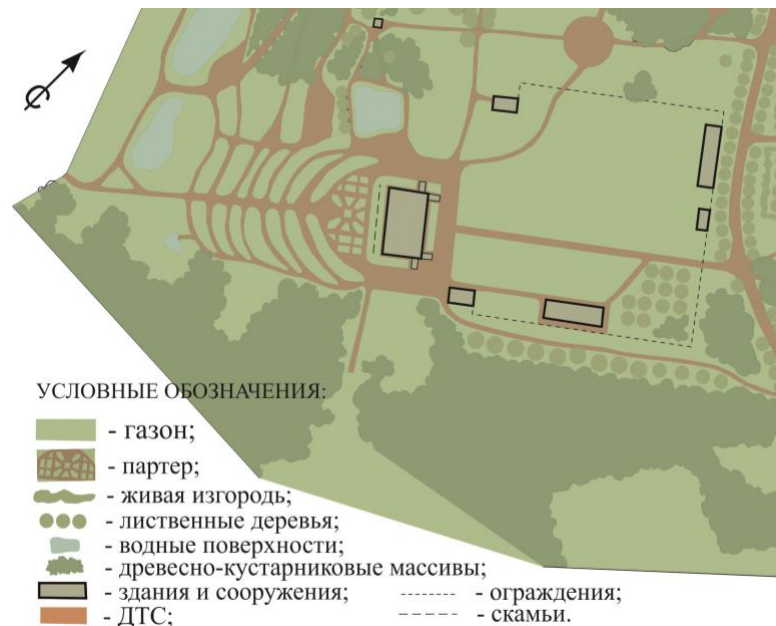 УСЛОВНЫЕ ОБОЗНАЧЕНИЯ:
- газон;
- партер;
- живая изгородь;
- лиственные деревья;
- водные поверхности;
- древесно-кустарниковые массивы;
- здания и сооружения; - ограждения;
- ДТС; - скамьи.